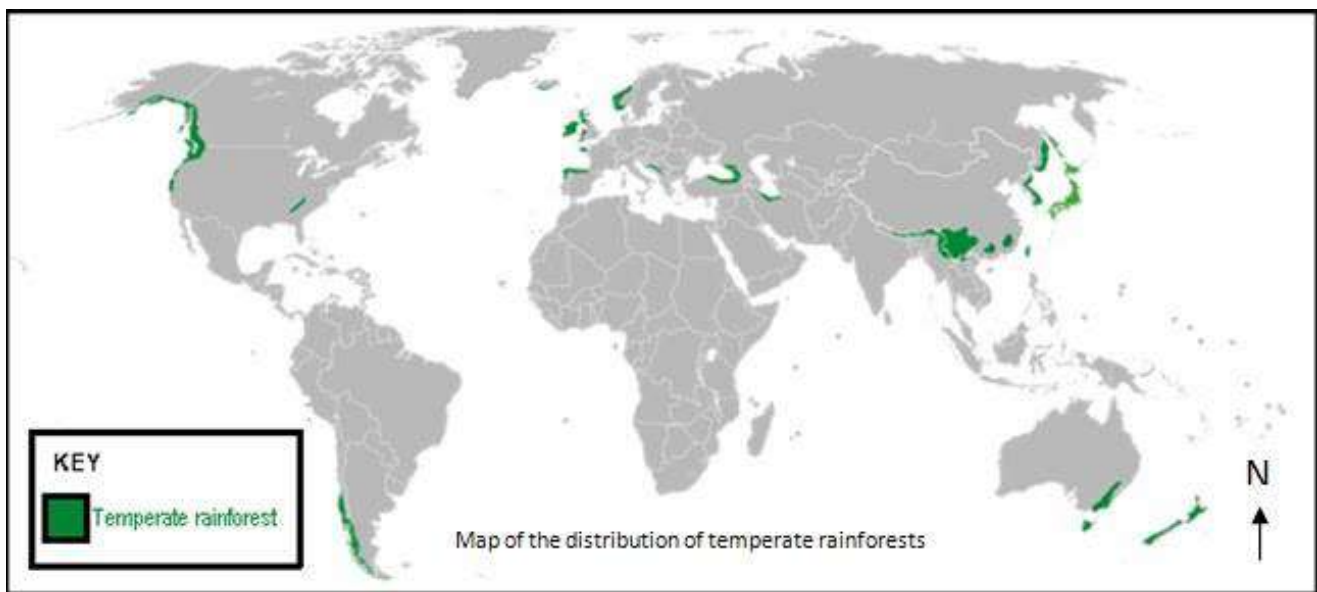 KEY
Temperate rainforest
Map of the distribution of temperate rainforests
N